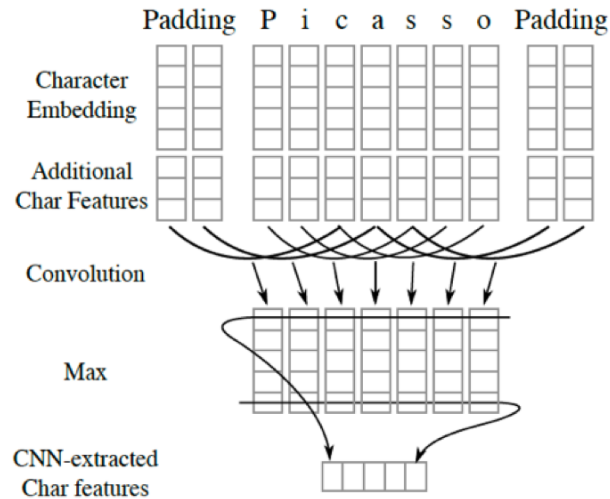 Padding P i c a s s o Padding
Character
Embedding
Additional
Char Features
Convolution
Max
CNN-extracted
Char features